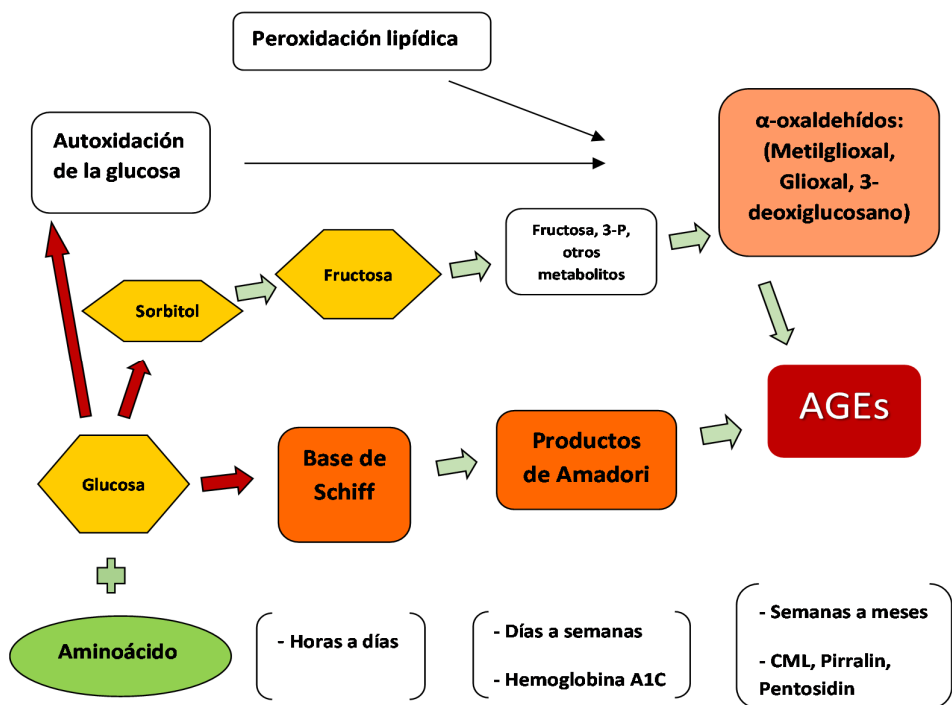 Peroxidación lipídica
Autoxidación
de la glucosa
α-oxaldehídos:
(Metilglioxal,
Glioxal, 3-
deoxiglucosano)
Sorbitol
Fructosa
Fructosa, 3-P,
otros
metabolitos
Glucosa
Base de
Schiff
Productos
de Amadori
AGEs
Aminoácido
- Horas a días
- Días a semanas
- Hemoglobina A1C
- Semanas a meses
- CML, Pirralin,
Pentosidin